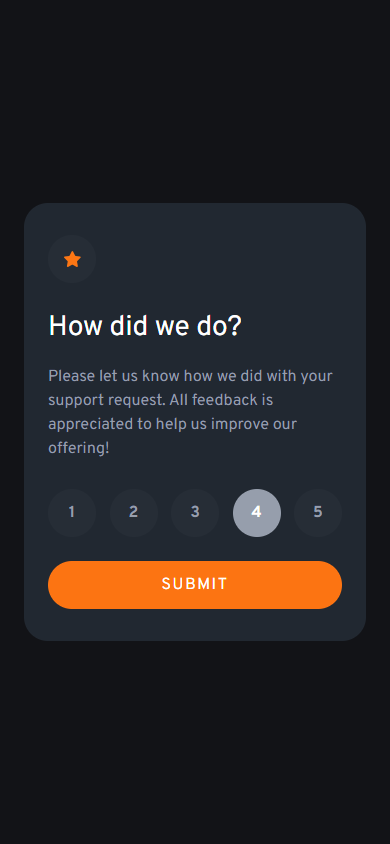 How did we do?
Please let us know how we did with your
support request. All feedback is
appreciated to help us improve our
offering!
1 2 3 4 5
SUBMIT